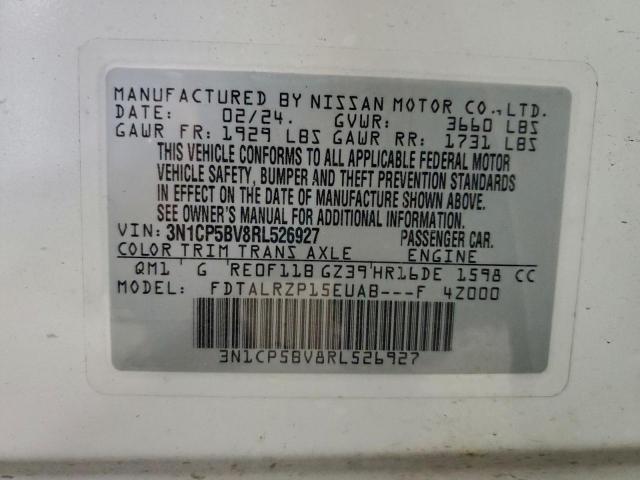 MANUFACTURED BY NISSAN MOTOR CO.,LTD.
DATE: 02/24. GVWR: 3660 LBS
GAWR FR: 1929 LBS GAWR RR: 1731 LBS
THIS VEHICLE CONFORMS TO ALL APPLICABLE FEDERAL MOTOR
VEHICLE SAFETY, BUMPER AND THEFT PREVENTION STANDARDS
IN EFFECT ON THE DATE OF MANUFACTURE SHOWN ABOVE.
SEE OWNER'S MANUAL FOR ADDITIONAL INFORMATION.
VIN: 3N1CP5BV8RL526927 PASSENGER CAR.
COLOR TRIM TRANS AXLE ENGINE
QM1 G RE0F11B GZ39 HR16DE 1598 CC
MODEL: FDTALRZP15EUAB---F 4Z000
3N1CP5BV8RL526927